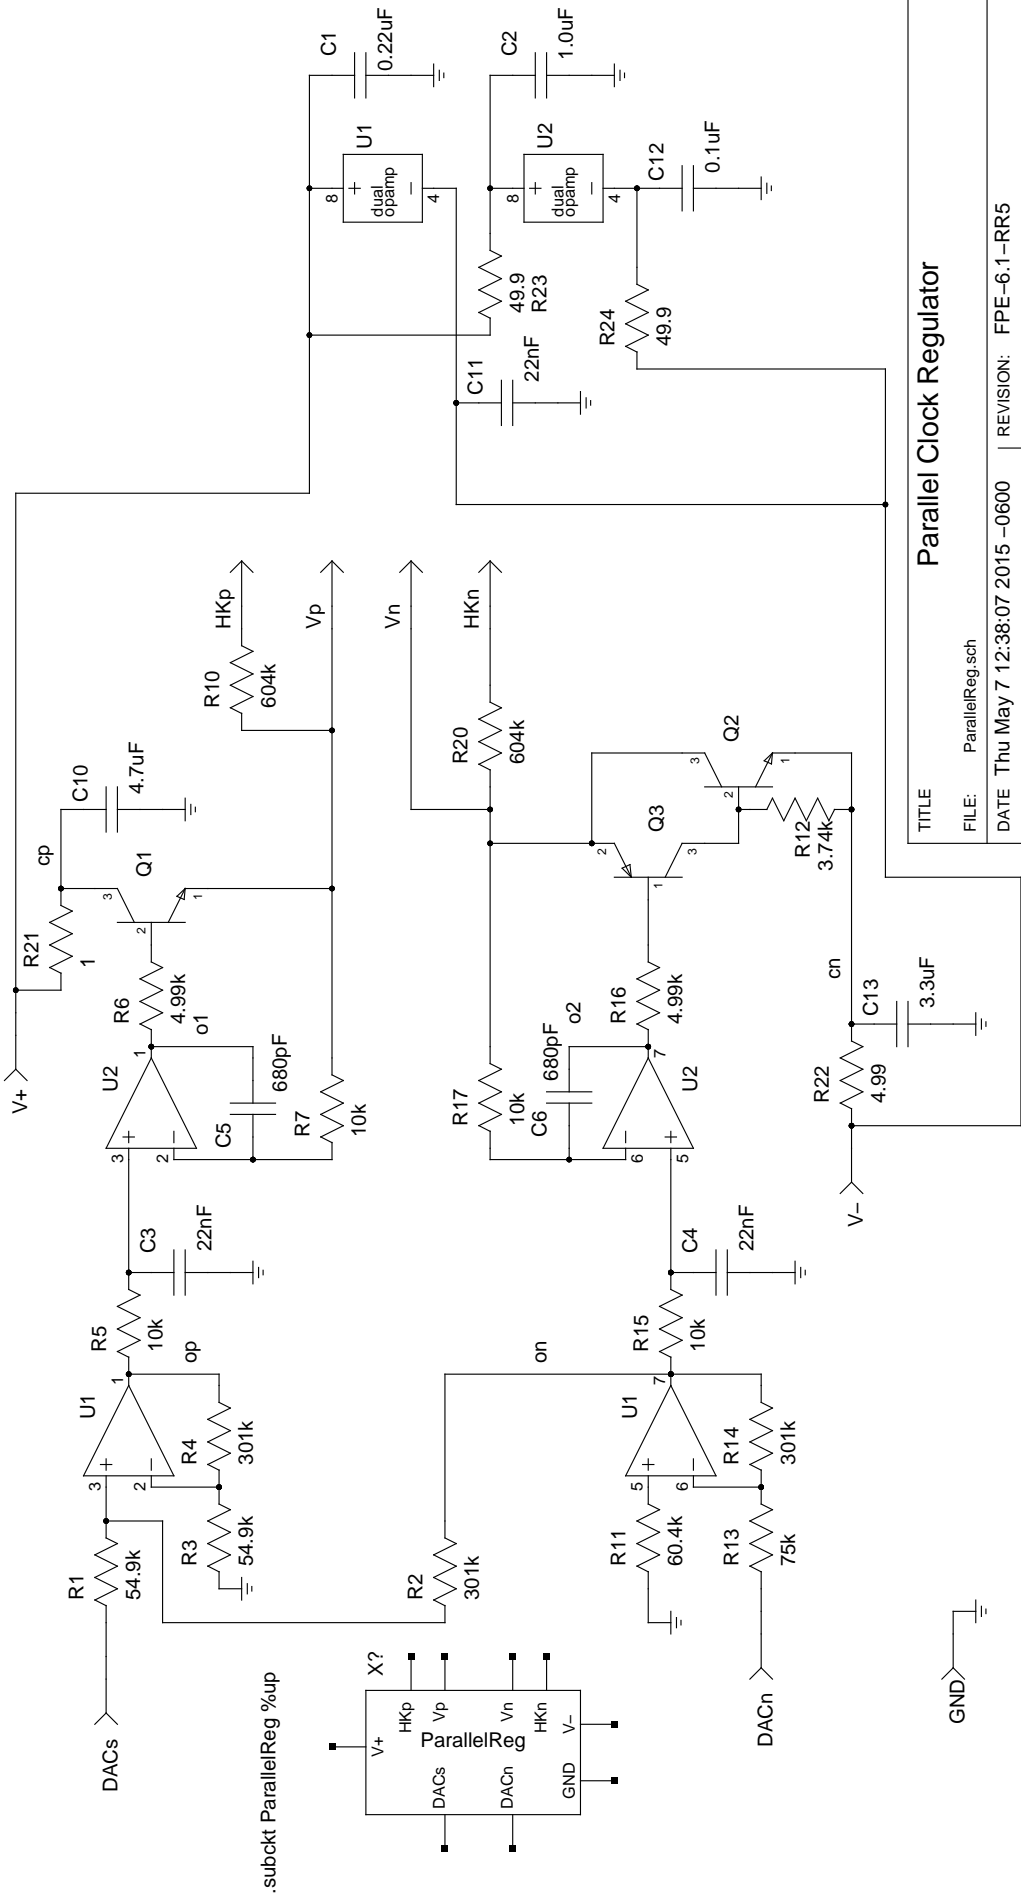 V+
R21
1
cp
C10
4.7uF
Q1
3
2
1
R6
4.99k
o1
U2
3
2
1
+
−
C5
680pF
R7
10k
R10
604k
HKp
Vp
Vn
HKn
DACs
R1
54.9k
U1
3
2
1
+
−
R3
54.9k
R4
301k
op
R5
10k
C3
22nF
.subckt ParallelReg %up
X?
V+
HKp
Vp
Vn
HKn
V−
GND
DACs
DACn
ParallelReg
R2
301k
on
R17
10k
C6
680pF
o2
6
5
7
−
+
U2
R16
4.99k
R20
604k
Q3
2
1
3
Q2
3
2
1
R12
3.74k
R11
60.4k
U1
5
6
7
+
−
R13
75k
R14
301k
R15
10k
C4
22nF
DACn
V−
R22
4.99
cn
C13
3.3uF
GND
C1
0.22uF
U1
8
+
dual
opamp
−
4
C2
1.0uF
U2
8
+
dual
opamp
−
4
49.9
R23
C11
22nF
R24
49.9
C12
0.1uF
TITLE
Parallel Clock Regulator
FILE: ParallelReg.sch
DATE Thu May 7 12:38:07 2015 −0600 REVISION: FPE−6.1−RR5